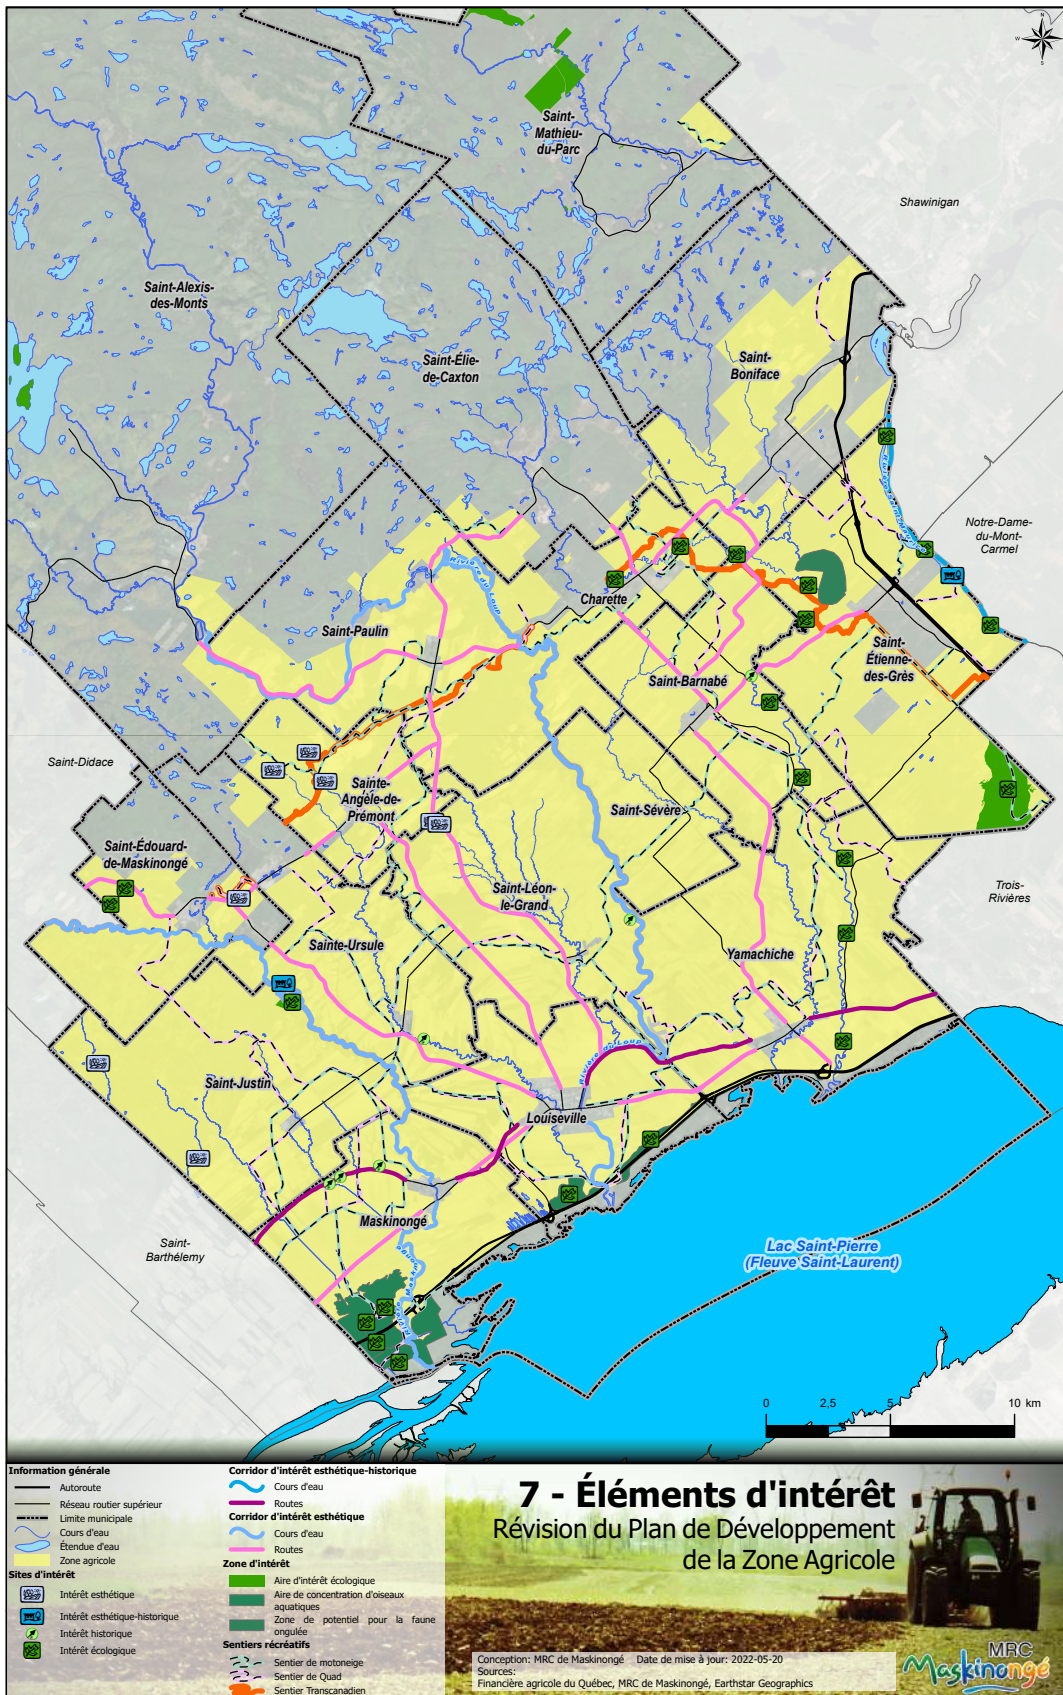 N
W
S
Saint-
Mathieu-
du-Parc
Shawinigan
Saint-Alexis-
des-Monts
Saint-Élie-
de-Caxton
Saint-
Boniface
Notre-Dame-
du-Mont-
Carmel
Rivière du Loup
Charette
Saint-Paulin
Saint-
Étienne-
des-Grès
Saint-Barnabé
Saint-Didace
Sainte-
Angèle-de-
Prémont
Saint-Sévère
Saint-Édouard-
de-Maskinongé
Saint-Léon-
le-Grand
Trois-
Rivières
Sainte-Ursule
Yamachiche
Rivière du Loup
Saint-Justin
Louiseville
Maskinongé
Saint-
Barthélemy
Rivière Maskinongé
Lac Saint-Pierre
(Fleuve Saint-Laurent)
0 2,5 5 10 km
Information générale
Autoroute
Réseau routier supérieur
Limite municipale
Cours d'eau
Étendue d'eau
Zone agricole
Sites d'intérêt
Intérêt esthétique
Intérêt esthétique-historique
Intérêt historique
Intérêt écologique
Corridor d'intérêt esthétique-historique
Cours d'eau
Routes
Corridor d'intérêt esthétique
Cours d'eau
Routes
Zone d'intérêt
Aire d'intérêt écologique
Aire de concentration d'oiseaux
aquatiques
Zone de potentiel pour la faune
ongulée
Sentiers récréatifs
Sentier de motoneige
Sentier de Quad
Sentier Transcanadien
7 - Éléments d'intérêt
Révision du Plan de Développement
de la Zone Agricole
Conception: MRC de Maskinongé Date de mise à jour: 2022-05-20
Sources:
Financière agricole du Québec, MRC de Maskinongé, Earthstar Geographics
MRC
Maskinongé